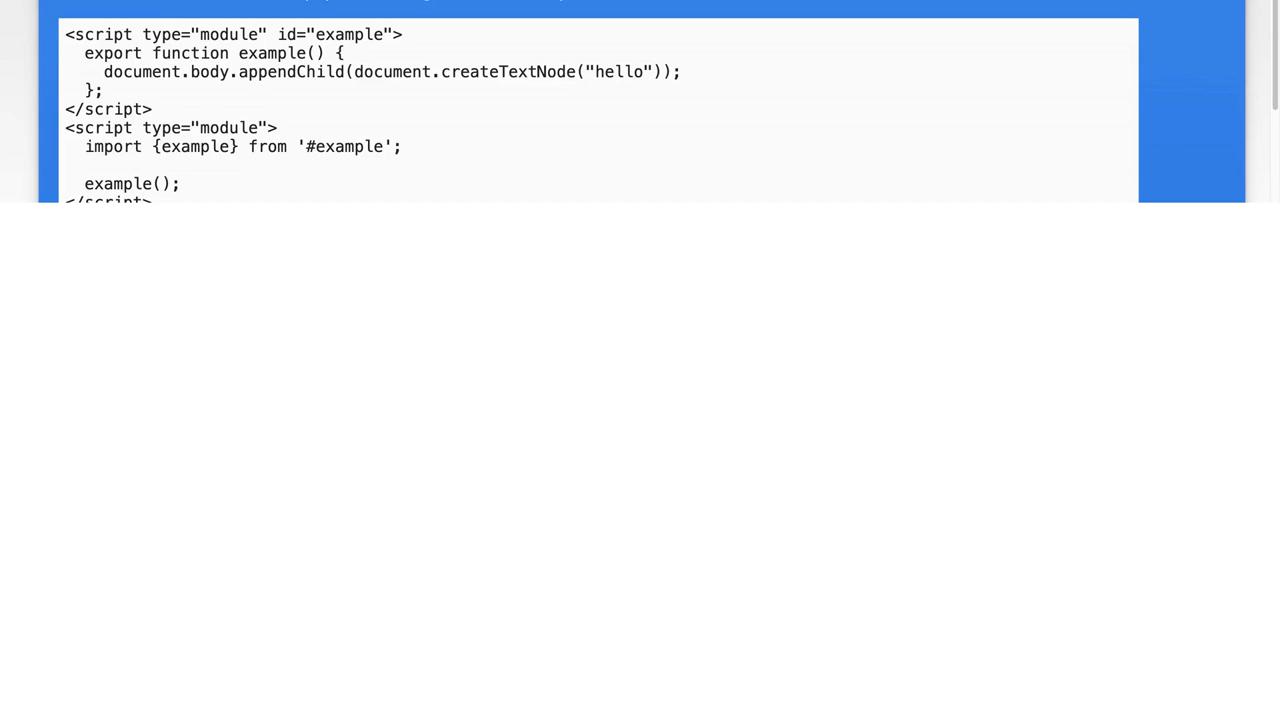 <script type="module" id="example">
  export function example() {
    document.body.appendChild(document.createTextNode("hello"));
  };
</script>
<script type="module">
  import {example} from '#example';

  example();
</script>